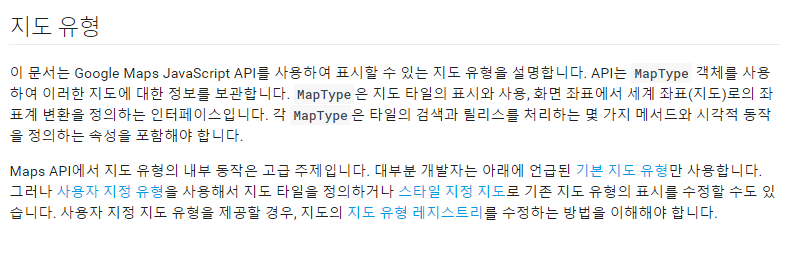 지도 유형
이 문서는 Google Maps JavaScript API를 사용하여 표시할 수 있는 지도 유형을 설명합니다. API는 MapType 객체를 사용
하여 이러한 지도에 대한 정보를 보관합니다. MapType 은 지도 타일의 표시와 사용, 화면 좌표에서 세계 좌표(지도)로의 좌
표계 변환을 정의하는 인터페이스입니다. 각 MapType 은 타일의 검색과 릴리스를 처리하는 몇 가지 메서드와 시각적 동작
을 정의하는 속성을 포함해야 합니다.
Maps API에서 지도 유형의 내부 동작은 고급 주제입니다. 대부분 개발자는 아래에 언급된 기본 지도 유형만 사용합니다.
그러나 사용자 지정 유형을 사용해서 지도 타일을 정의하거나 스타일 지정 지도로 기존 지도 유형의 표시를 수정할 수도 있
습니다. 사용자 지정 지도 유형을 제공할 경우, 지도의 지도 유형 레지스트리를 수정하는 방법을 이해해야 합니다.